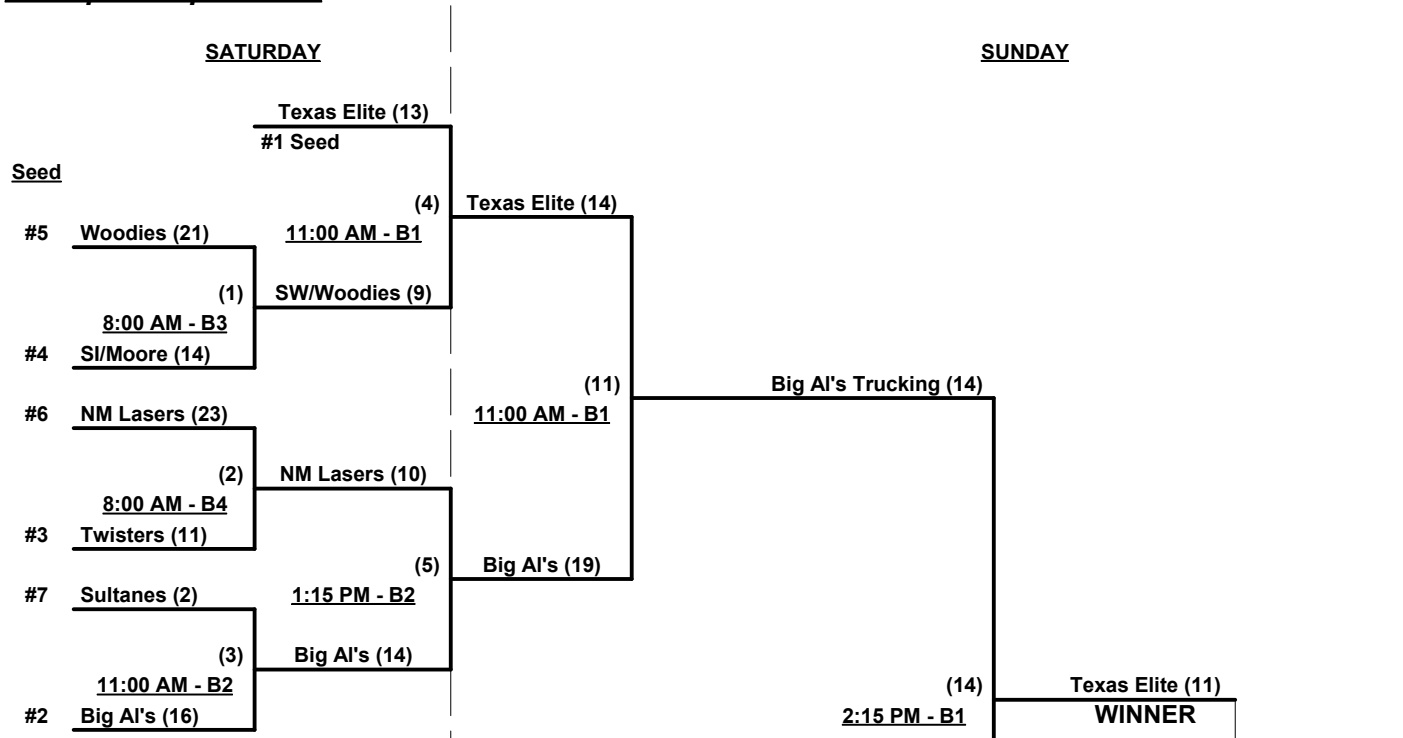 SATURDAY
SUNDAY
Texas Elite (13)
#1 Seed
Seed
(4)
Texas Elite (14)
#5 Woodies (21)
11:00 AM - B1
(1)
SW/Woodies (9)
8:00 AM - B3
#4 SI/Moore (14)
(11)
Big Al's Trucking (14)
#6 NM Lasers (23)
11:00 AM - B1
(2)
NM Lasers (10)
8:00 AM - B4
#3 Twisters (11)
(5)
Big Al's (19)
#7 Sultanes (2)
1:15 PM - B2
(3)
Big Al's (14)
11:00 AM - B2
(14)
Texas Elite (11)
#2 Big Al's (16)
2:15 PM - B1
WINNER